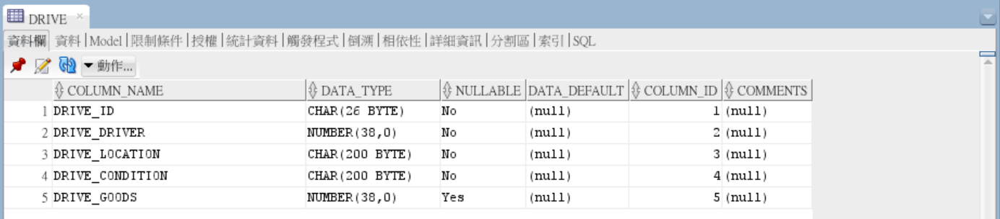 DRIVE
資料欄 資料 | Model | 限制條件 | 授權 | 統計資料 | 觸發程式 | 倒溯 | 相依性 | 詳細資訊 | 分割區 | 索引 | SQL
動作...
COLUMN_NAME DATA_TYPE NULLABLE DATA_DEFAULT COLUMN_ID COMMENTS
1 DRIVE_ID CHAR(26 BYTE) No (null) 1 (null)
2 DRIVE_DRIVER NUMBER(38,0) No (null) 2 (null)
3 DRIVE_LOCATION CHAR(200 BYTE) No (null) 3 (null)
4 DRIVE_CONDITION CHAR(200 BYTE) No (null) 4 (null)
5 DRIVE_GOODS NUMBER(38,0) Yes (null) 5 (null)